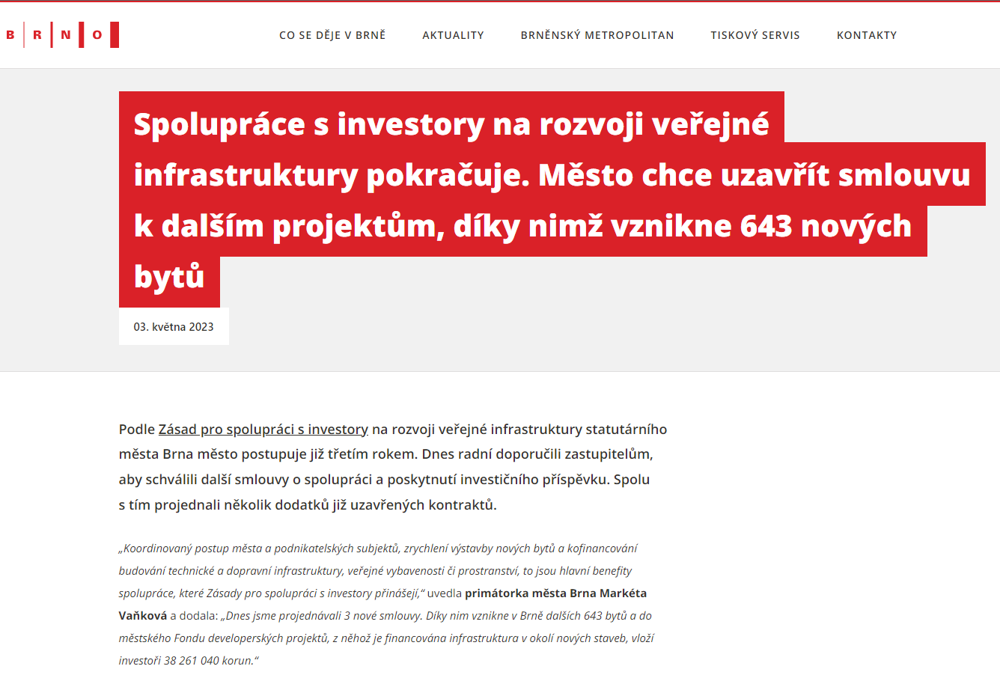 BRNO
CO SE DĚJE V BRNĚ
AKTUALITY
BRNĚNSKÝ METROPOLITAN
TISKOVÝ SERVIS
KONTAKTY
Spolupráce s investory na rozvoji veřejné
infrastruktury pokračuje. Město chce uzavřít smlouvu
k dalším projektům, díky nimž vznikne 643 nových
bytů
03. května 2023
Podle Zásad pro spolupráci s investory na rozvoji veřejné infrastruktury statutárního
města Brna město postupuje již třetím rokem. Dnes radní doporučili zastupitelům,
aby schválili další smlouvy o spolupráci a poskytnutí investičního příspěvku. Spolu
s tím projednali několik dodatků již uzavřených kontraktů.
„Koordinovaný postup města a podnikatelských subjektů, zrychlení výstavby nových bytů a kofinancování
budování technické a dopravní infrastruktury, veřejné vybavenosti či prostranství, to jsou hlavní benefity
spolupráce, které Zásady pro spolupráci s investory přinášejí,“ uvedla primátorka města Brna Markéta
Vaňková a dodala: „Dnes jsme projednávali 3 nové smlouvy. Díky nim vznikne v Brně dalších 643 bytů a do
městského Fondu developerských projektů, z něhož je financována infrastruktura v okolí nových staveb, vloží
investoři 38 261 040 korun.“